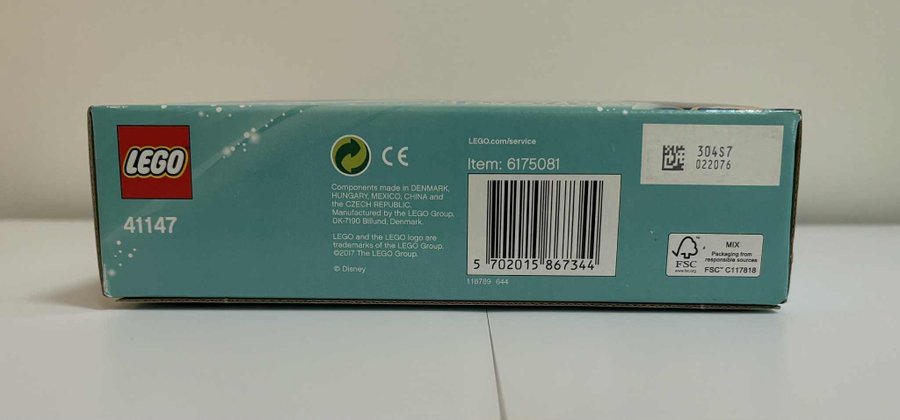 LEGO
41147
CE
Components made in DENMARK,
HUNGARY, MEXICO, CHINA and
the CZECH REPUBLIC.
Manufactured by the LEGO Group,
DK-7190 Billund, Denmark.
LEGO and the LEGO logo are
trademarks of the LEGO Group.
©2017 The LEGO Group.
© Disney
LEGO.com/service
Item: 6175081
5 702015 867344
118789 644
304S7
022076
FSC
www.fsc.org
MIX
Packaging from
responsible sources
FSC™ C117818